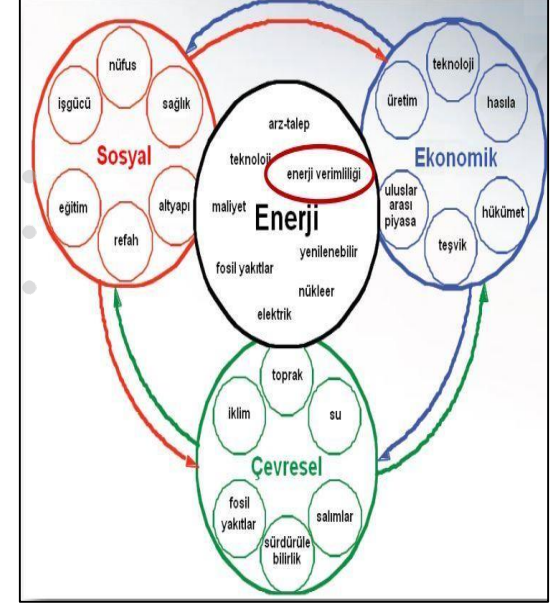 Sosyal
nüfus
işgücü
sağlık
eğitim
altyapı
refah
Ekonomik
teknoloji
üretim
hasıla
uluslar
arası
piyasa
hükümet
teşvik
Enerji
arz-talep
teknoloji
enerji verimliliği
maliyet
yenilenebilir
fosil yakıtlar
nükleer
elektrik
Çevresel
toprak
iklim
su
fosil
yakıtlar
salımlar
sürdürüle
bilirlik